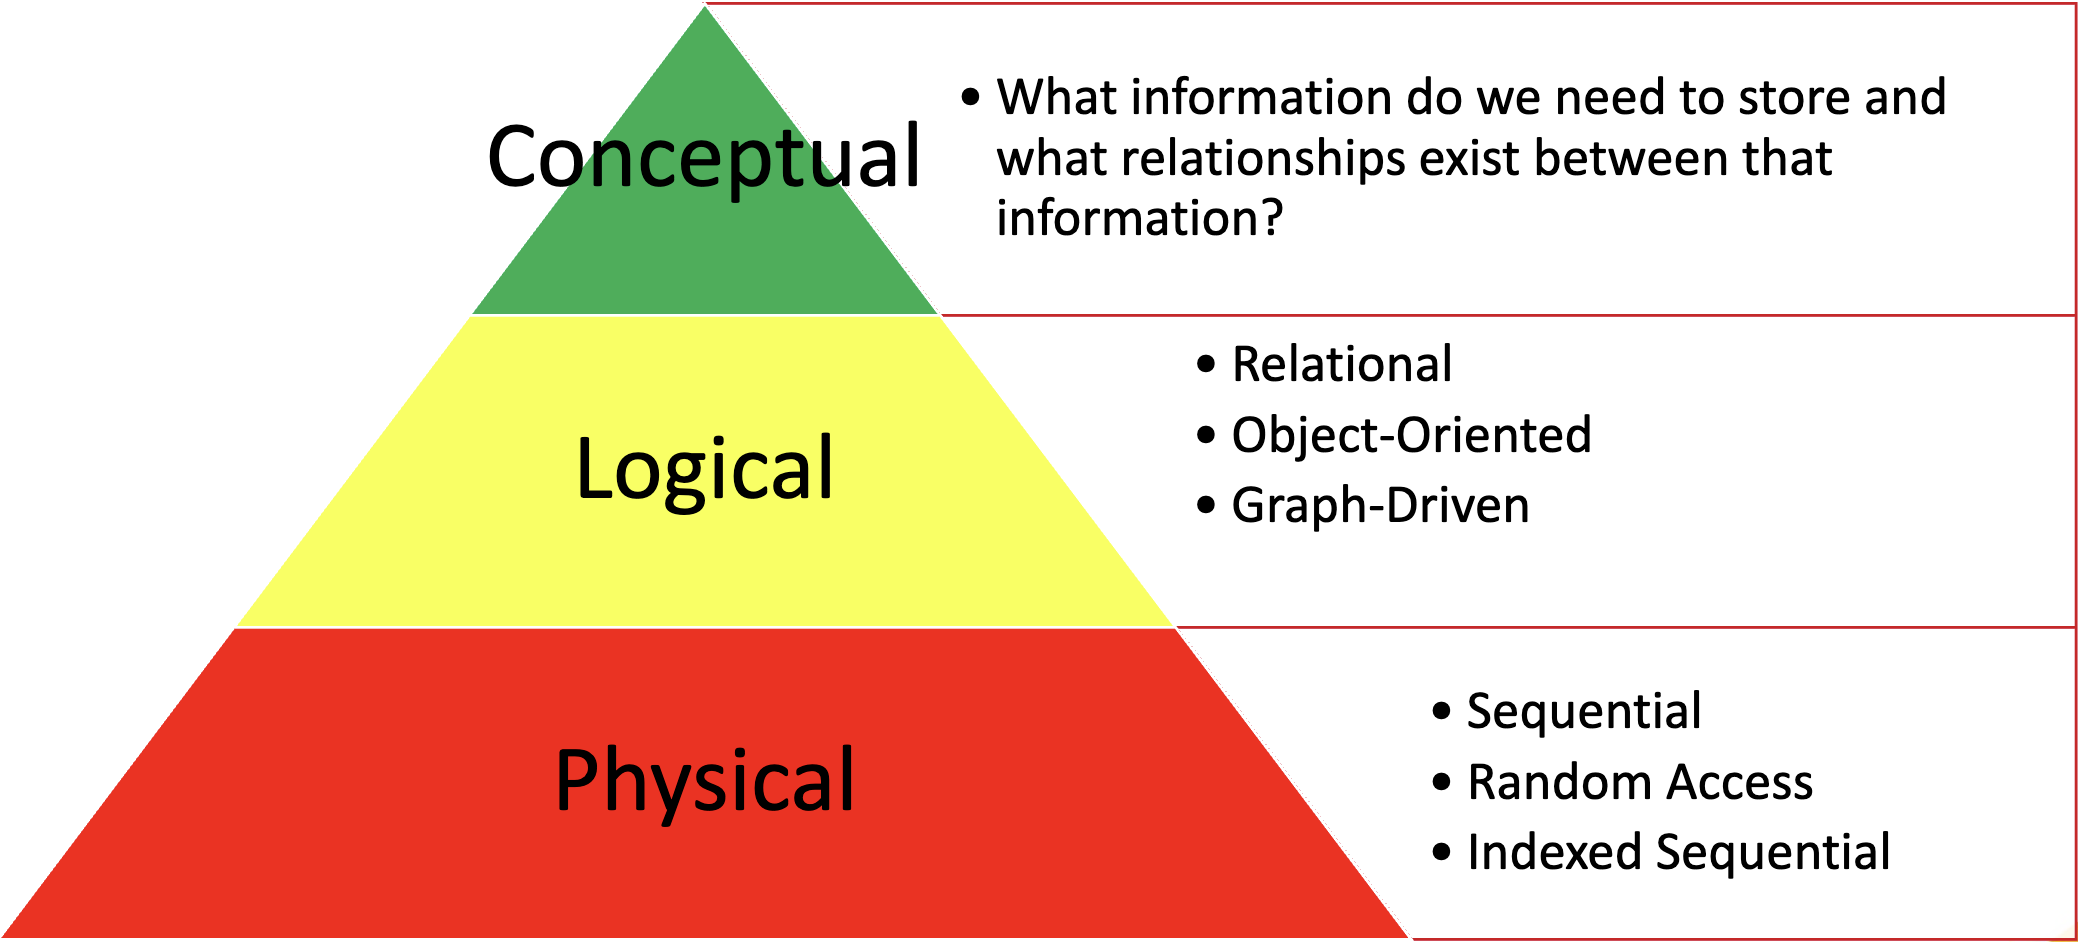 Conceptual
• What information do we need to store and
what relationships exist between that
information?
Logical
• Relational
• Object-Oriented
• Graph-Driven
Physical
• Sequential
• Random Access
• Indexed Sequential